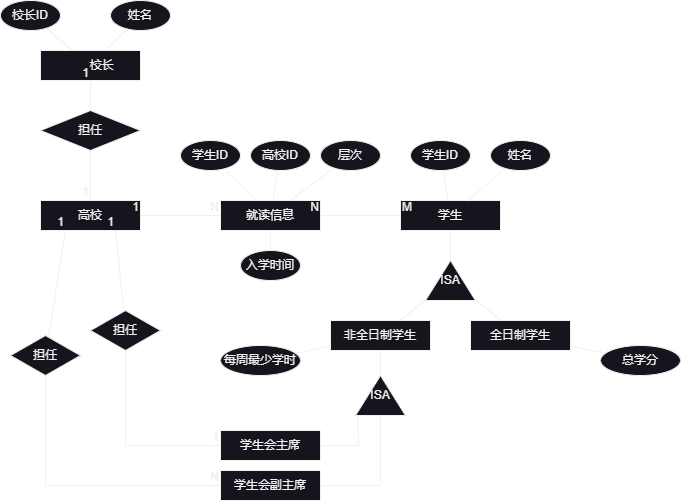 校长ID
姓名
校长
1
担任
1
学生ID
高校ID
层次
学生ID
姓名
高校
1
1
1
N
就读信息
N
M
学生
入学时间
ISA
担任
担任
非全日制学生
全日制学生
每周最少学时
总学分
ISA
1
学生会主席
N
学生会副主席